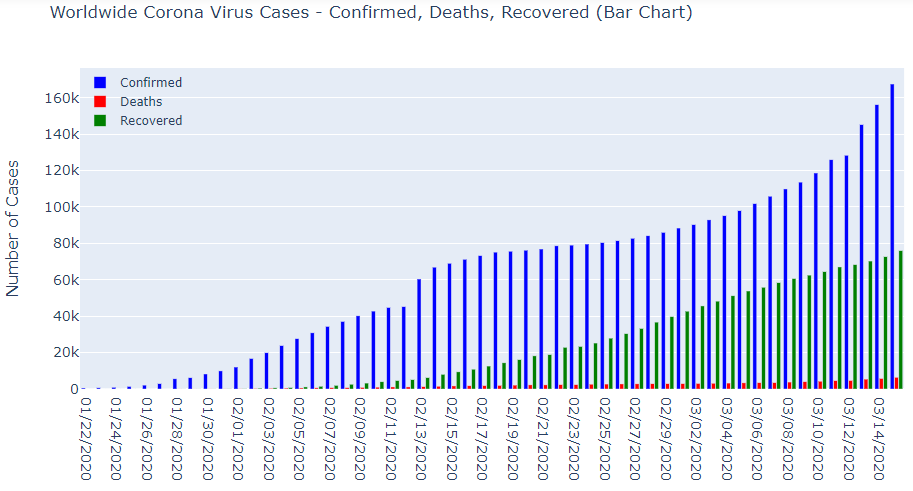 Worldwide Corona Virus Cases - Confirmed, Deaths, Recovered (Bar Chart)
Confirmed
Deaths
Recovered
Number of Cases
160k
140k
120k
100k
80k
60k
40k
20k
0
01/22/2020
01/24/2020
01/26/2020
01/28/2020
01/30/2020
02/01/2020
02/03/2020
02/05/2020
02/07/2020
02/09/2020
02/11/2020
02/13/2020
02/15/2020
02/17/2020
02/19/2020
02/21/2020
02/23/2020
02/25/2020
02/27/2020
02/29/2020
03/02/2020
03/04/2020
03/06/2020
03/08/2020
03/10/2020
03/12/2020
03/14/2020